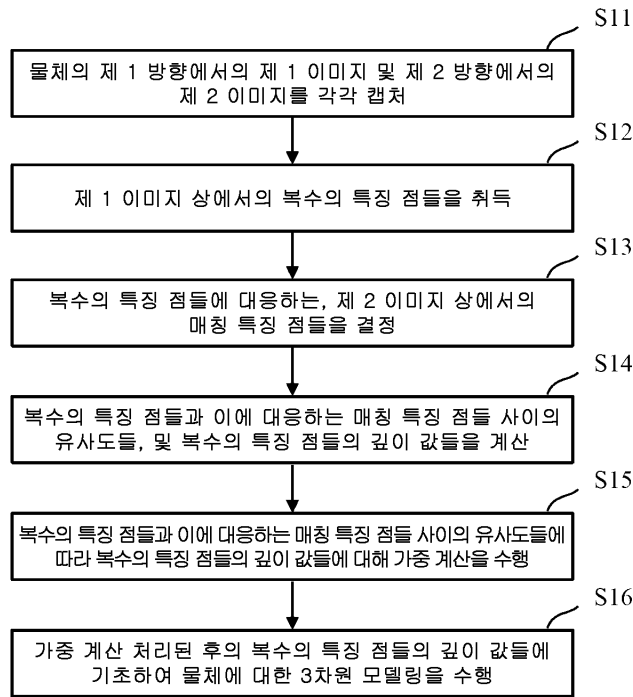 S11
물체의 제 1 방향에서의 제 1 이미지 및 제 2 방향에서의
제 2 이미지를 각각 캡처
S12
제 1 이미지 상에서의 복수의 특징 점들을 취득
S13
복수의 특징 점들에 대응하는, 제 2 이미지 상에서의
매칭 특징 점들을 결정
S14
복수의 특징 점들과 이에 대응하는 매칭 특징 점들 사이의
유사도들, 및 복수의 특징 점들의 깊이 값들을 계산
S15
복수의 특징 점들과 이에 대응하는 매칭 특징 점들 사이의 유사도들에
따라 복수의 특징 점들의 깊이 값들에 대해 가중 계산을 수행
S16
가중 계산 처리된 후의 복수의 특징 점들의 깊이 값들에
기초하여 물체에 대한 3차원 모델링을 수행